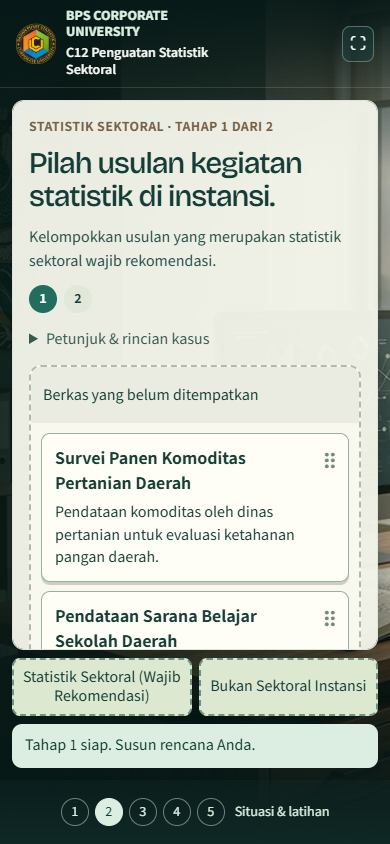 BPS CORPORATE
UNIVERSITY
C12 Penguatan Statistik
Sektoral
STATISTIK SEKTORAL · TAHAP 1 DARI 2
Pilah usulan kegiatan
statistik di instansi.
Kelompokkan usulan yang merupakan statistik
sektoral wajib rekomendasi.
1 2
Petunjuk & rincian kasus
Berkas yang belum ditempatkan
Survei Panen Komoditas
Pertanian Daerah
Pendataan komoditas oleh dinas
pertanian untuk evaluasi ketahanan
pangan daerah.
Pendataan Sarana Belajar
Sekolah Daerah
Statistik Sektoral (Wajib
Rekomendasi)
Bukan Sektoral Instansi
Tahap 1 siap. Susun rencana Anda.
1 2 3 4 5 Situasi & latihan